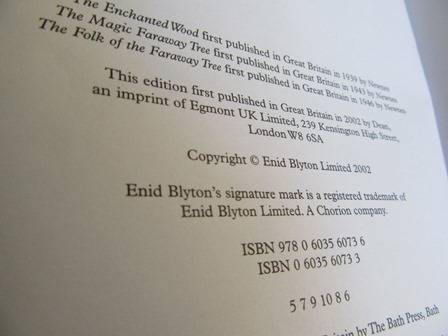 The Enchanted Wood first published in Great Britain in 1939 by Newnes
The Magic Faraway Tree first published in Great Britain in 1943 by Newnes
The Folk of the Faraway Tree first published in Great Britain in 1946 by Newnes
This edition first published in Great Britain in 2002 by Dean,
an imprint of Egmont UK Limited, 239 Kensington High Street,
London W8 6SA
Copyright © Enid Blyton Limited 2002
Enid Blyton's signature mark is a registered trademark of
Enid Blyton Limited. A Chorion company.
ISBN 978 0 6035 6073 6
ISBN 0 6035 6073 3
5 7 9 10 8 6
Britain by The Bath Press, Bath